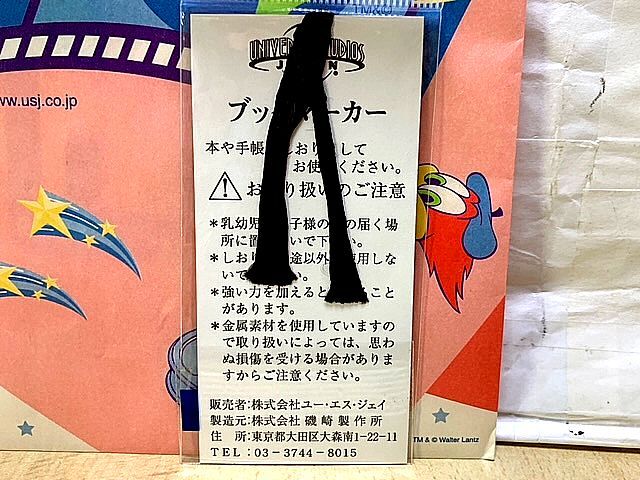 TM&©
UNIVER UDIOS
J N
ww.usj.co.jp
ブッ ーカー
本や手帳 しおり して
お使 ください。
お り扱い のご注意
*乳幼児 子様の の届く場
所に置 いで下 い。
*しおり 途以外 用しな
いで い。
*強い力を加えると こと
があります。
*金属素材を使用していますの
で取り扱いによっては、思わ
ぬ損傷を受ける場合がありま
すからご注意ください。
販売者:株式会社ユー・エス・ジェイ
製造元:株式会社 磯崎製作所
住 所:東京都大田区大森南1-22-11
TEL:03-3744-8015
TM & © Walter Lantz